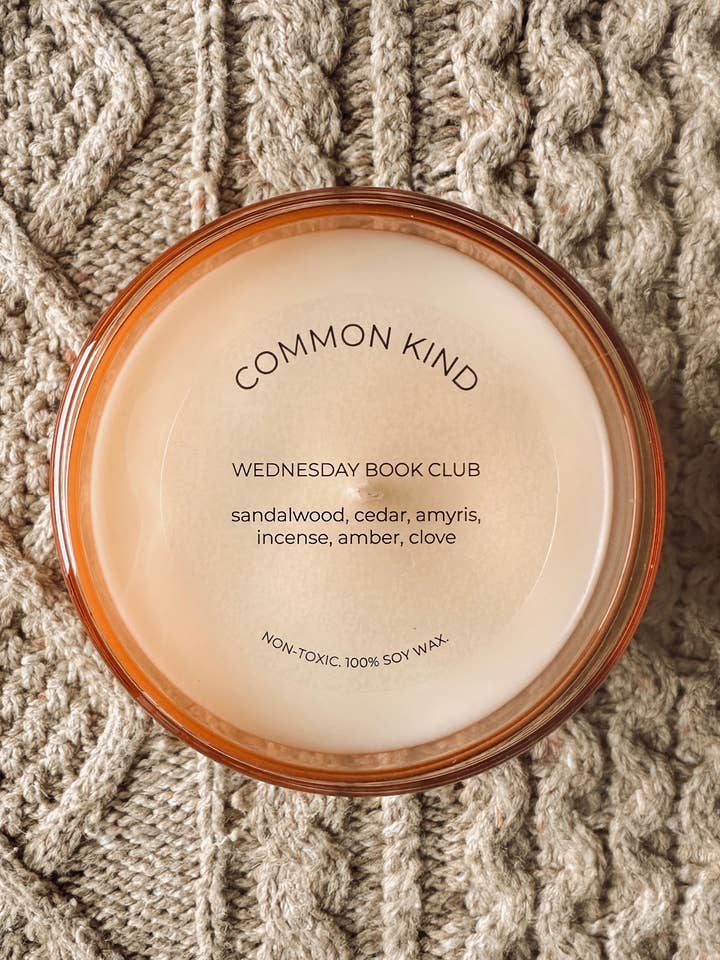 COMMON KIND
WEDNESDAY BOOK CLUB
sandalwood, cedar, amyris,
incense, amber, clove
NON-TOXIC. 100% SOY WAX.